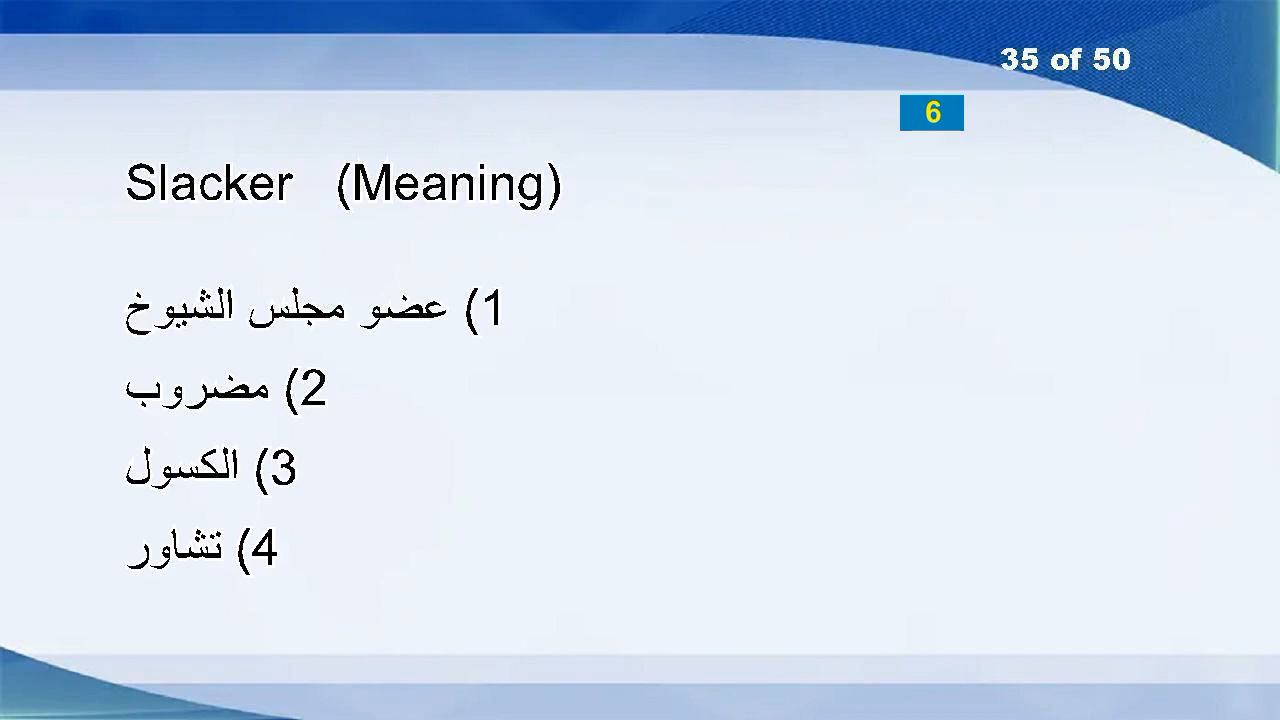 35 of 50
6
Slacker (Meaning)
1) عضو مجلس الشيوخ
2) مضروب
3) الكسول
4) تشاور